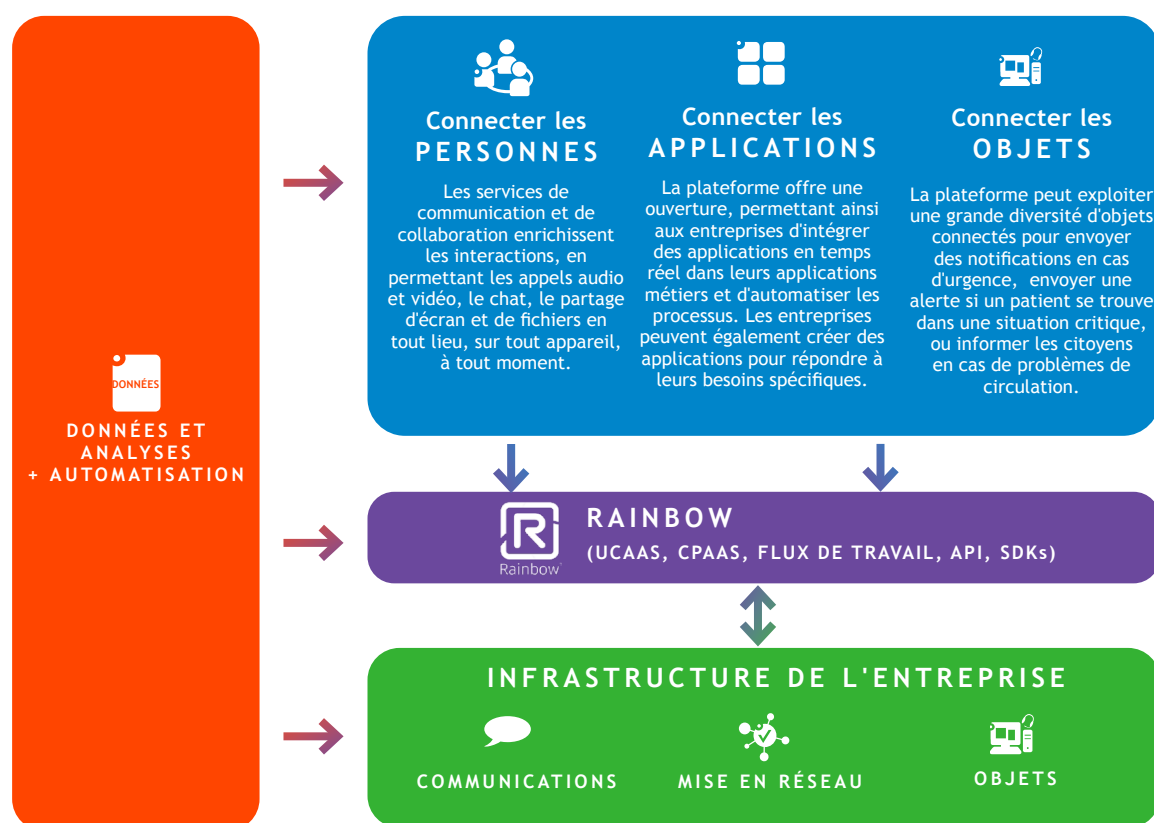 DONNÉES
DONNÉES ET
ANALYSES
+ AUTOMATISATION
Connecter les
PERSONNES
Les services de
communication et de
collaboration enrichissent
les interactions, en
permettant les appels audio
et vidéo, le chat, le partage
d'écran et de fichiers en
tout lieu, sur tout appareil,
à tout moment.
Connecter les
APPLICATIONS
La plateforme offre une
ouverture, permettant ainsi
aux entreprises d'intégrer
des applications en temps
réel dans leurs applications
métiers et d'automatiser les
processus. Les entreprises
peuvent également créer des
applications pour répondre à
leurs besoins spécifiques.
Connecter les
OBJETS
La plateforme peut exploiter
une grande diversité d'objets
connectés pour envoyer
des notifications en cas
d'urgence, envoyer une
alerte si un patient se trouve
dans une situation critique,
ou informer les citoyens
en cas de problèmes de
circulation.
R
Rainbow
RAINBOW
(UCAAS, CPAAS, FLUX DE TRAVAIL, API, SDKs)
INFRASTRUCTURE DE L'ENTREPRISE
COMMUNICATIONS
MISE EN RÉSEAU
OBJETS